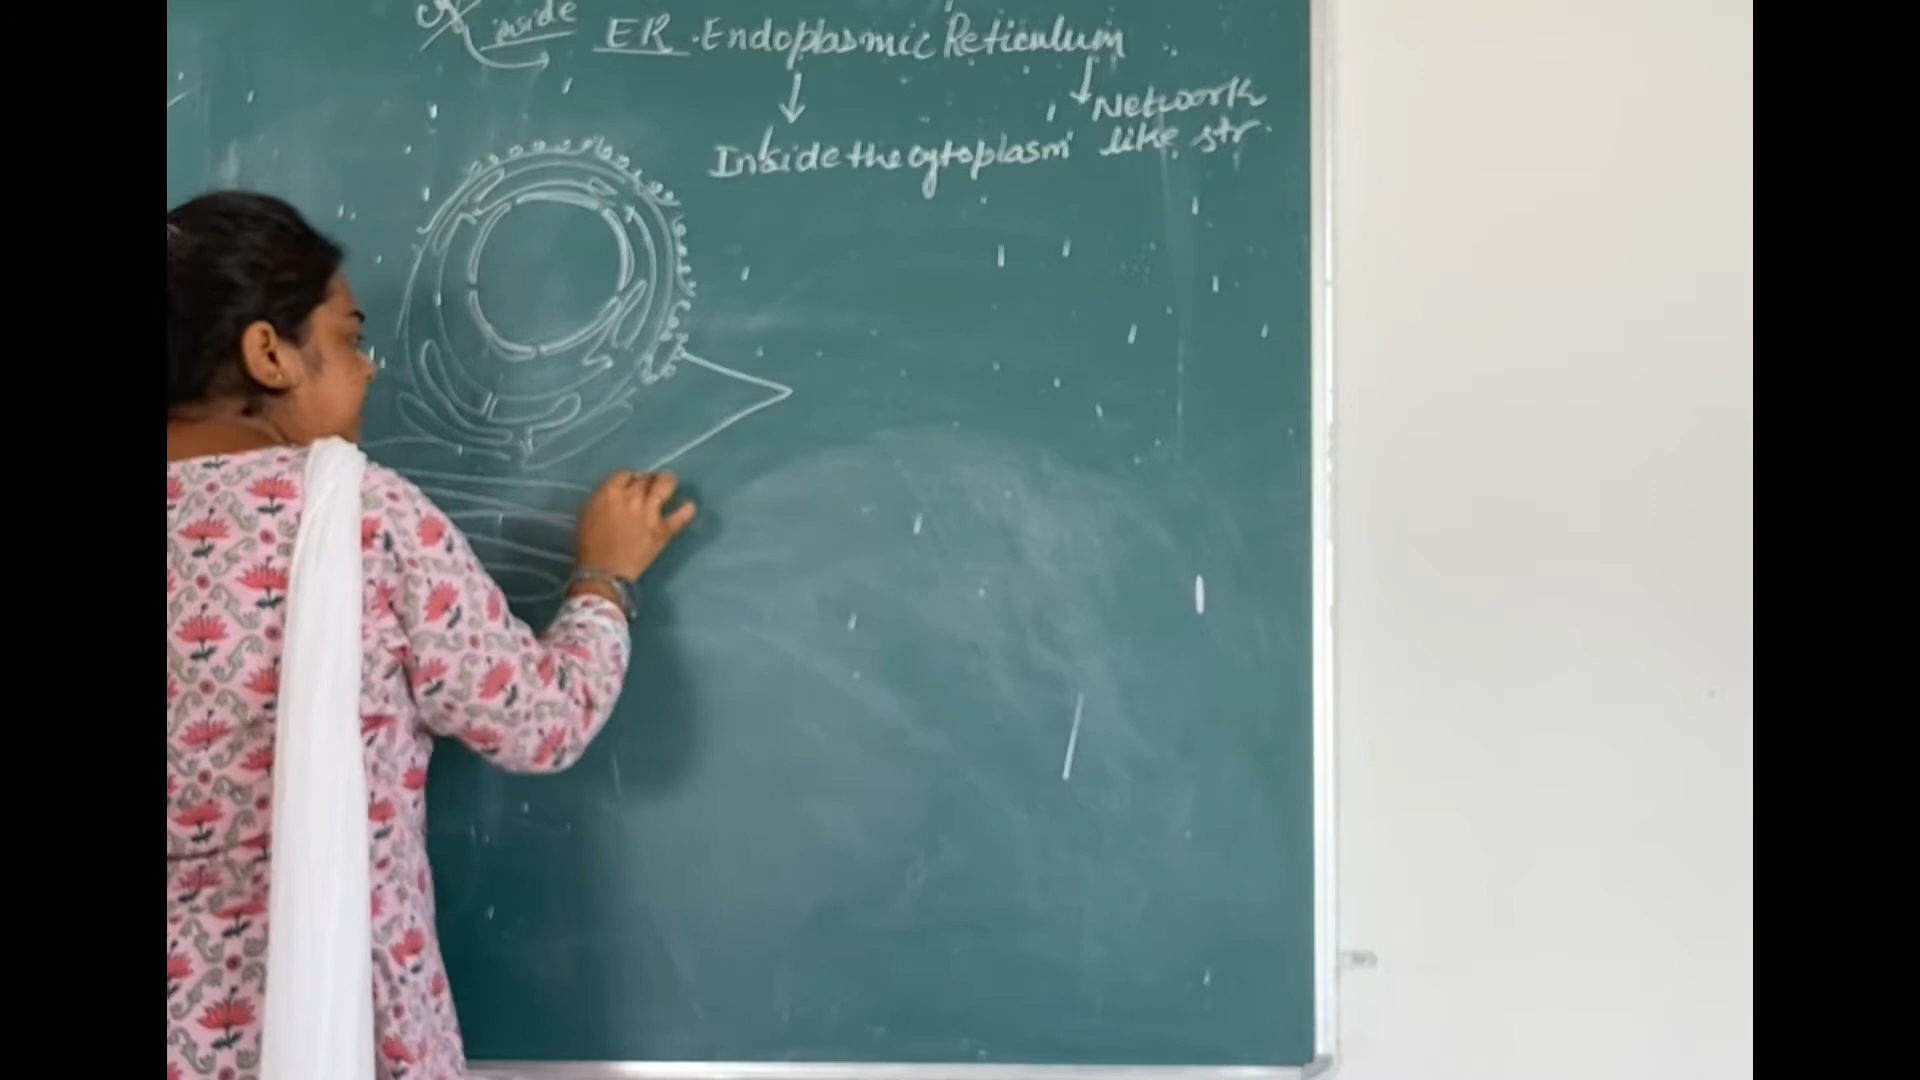 inside ER. Endoplasmic Reticulum
Network
Inside the cytoplasm like str.